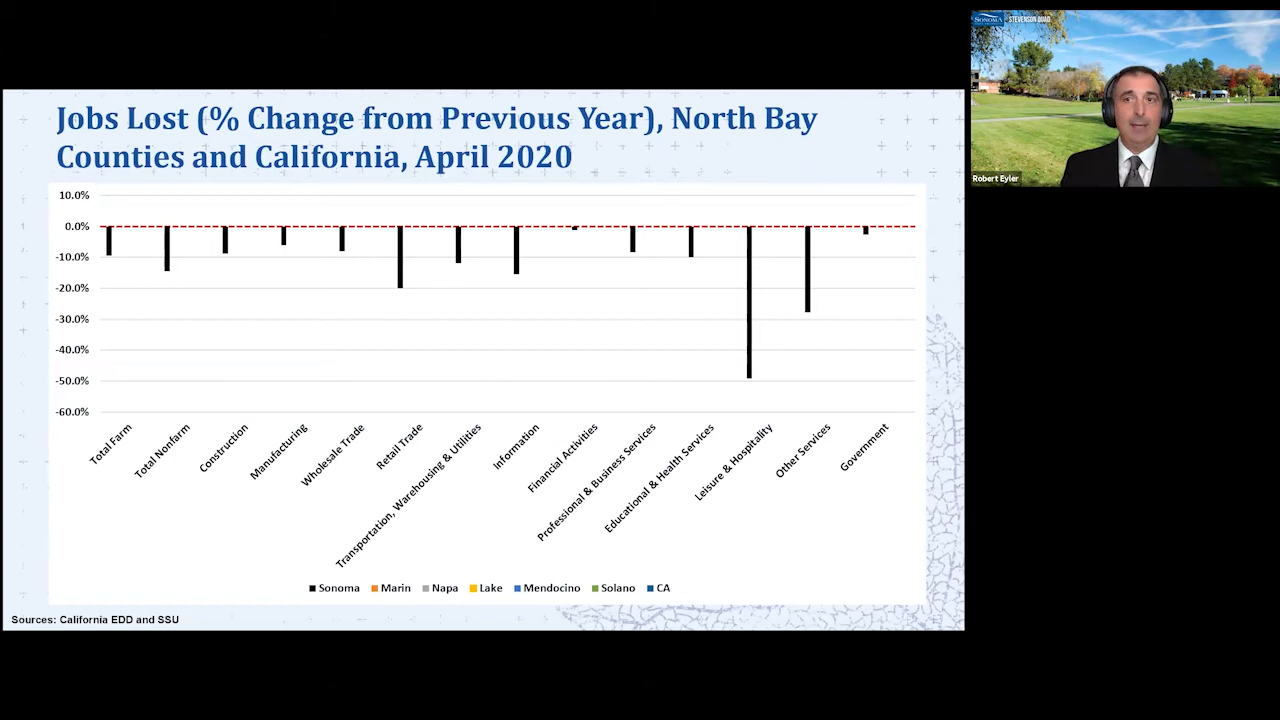 Jobs Lost (% Change from Previous Year), North Bay
Counties and California, April 2020
10.0%
0.0%
-10.0%
-20.0%
-30.0%
-40.0%
-50.0%
-60.0%
Total Farm
Total Nonfarm
Construction
Manufacturing
Wholesale Trade
Retail Trade
Transportation, Warehousing & Utilities
Information
Financial Activities
Professional & Business Services
Educational & Health Services
Leisure & Hospitality
Other Services
Government
Sonoma Marin Napa Lake Mendocino Solano CA
Sources: California EDD and SSU
SONOMA
STEVENSON QUAD
Robert Eyler